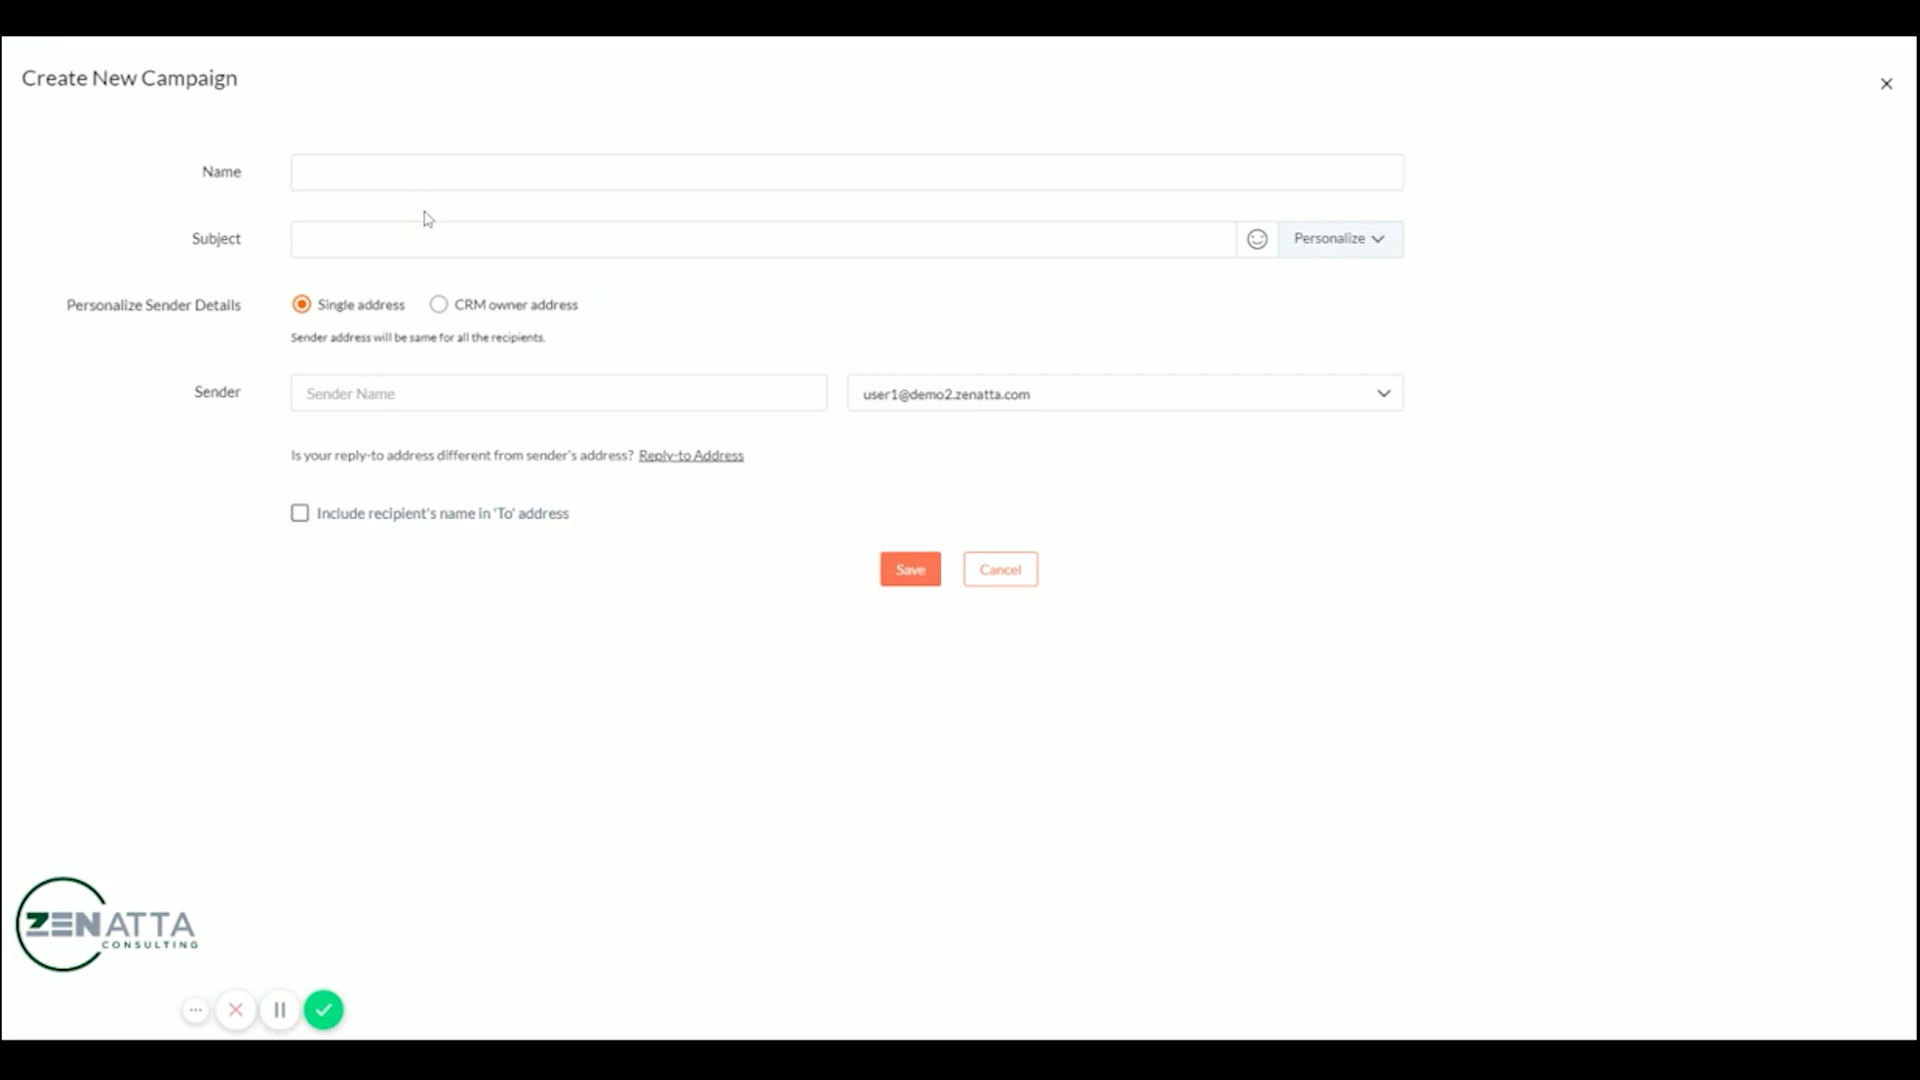 Create New Campaign
Name
Subject
Personalize
Personalize Sender Details
Single address
CRM owner address
Sender address will be same for all the recipients.
Sender
Sender Name
user1@demo2.zenatta.com
Is your reply-to address different from sender's address? Reply-to Address
Include recipient's name in 'To' address
Save
Cancel
ZENATTA
CONSULTING